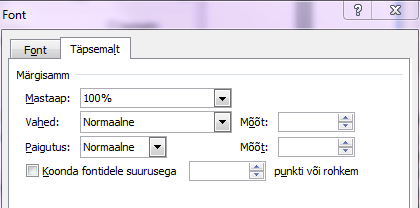 Font
Font Täpsemalt
Märgisamm
Mastaap: 100%
Vahed: Normaalne Mõõt:
Paigutus: Normaalne Mõõt:
Koonda fontidele suurusega punkti või rohkem